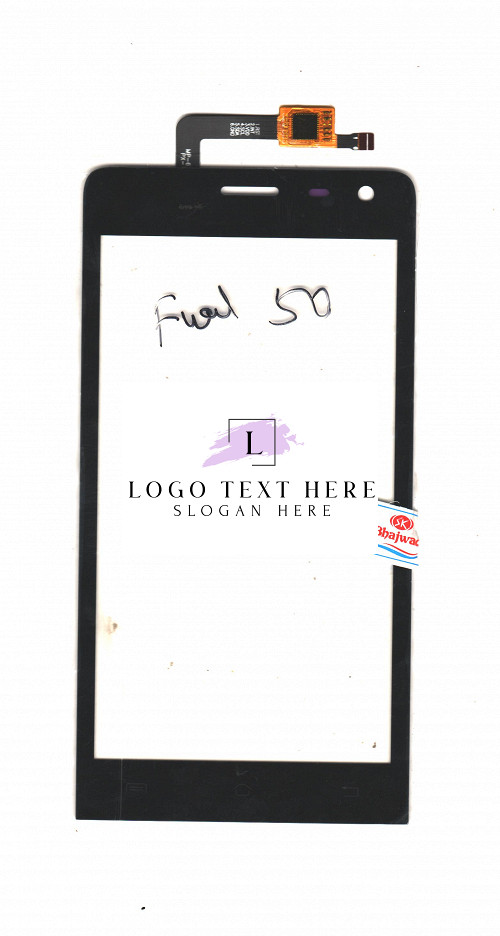 Fuel 50
L
LOGO TEXT HERE
SLOGAN HERE
SK
Bhajwad